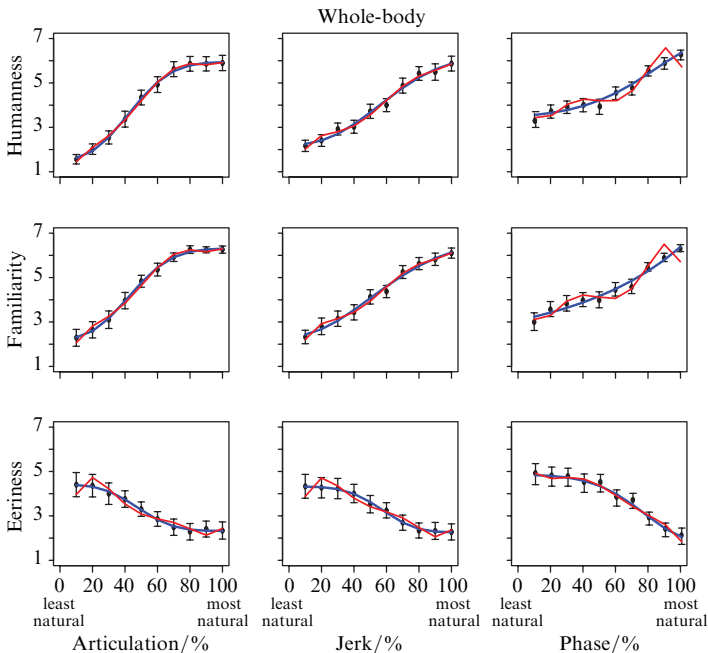 Whole-body
Humanness
7
5
3
1
Familiarity
7
5
3
1
Eeriness
7
5
3
1
0 20 40 60 80 100 0 20 40 60 80 100 0 20 40 60 80 100
least most least most least most
natural natural natural natural natural natural
Articulation/% Jerk/% Phase/%